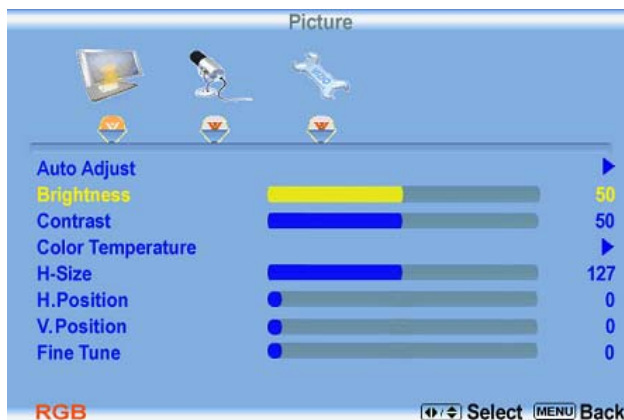 Picture
Auto Adjust
Brightness 50
Contrast 50
Color Temperature
H-Size 127
H.Position 0
V.Position 0
Fine Tune 0
RGB Select MENU Back